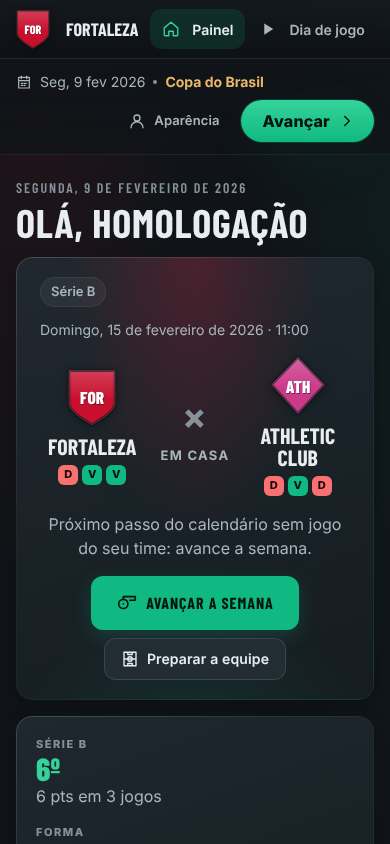 FOR
FORTALEZA
Painel
Dia de jogo
Seg, 9 fev 2026 • Copa do Brasil
Aparência
Avançar
SEGUNDA, 9 DE FEVEREIRO DE 2026
OLÁ, HOMOLOGAÇÃO
Série B
Domingo, 15 de fevereiro de 2026 · 11:00
FOR
ATH
FORTALEZA
×
EM CASA
ATHLETIC
CLUB
D V V
D V D
Próximo passo do calendário sem jogo
do seu time: avance a semana.
AVANÇAR A SEMANA
Preparar a equipe
SÉRIE B
6º
6 pts em 3 jogos
FORMA